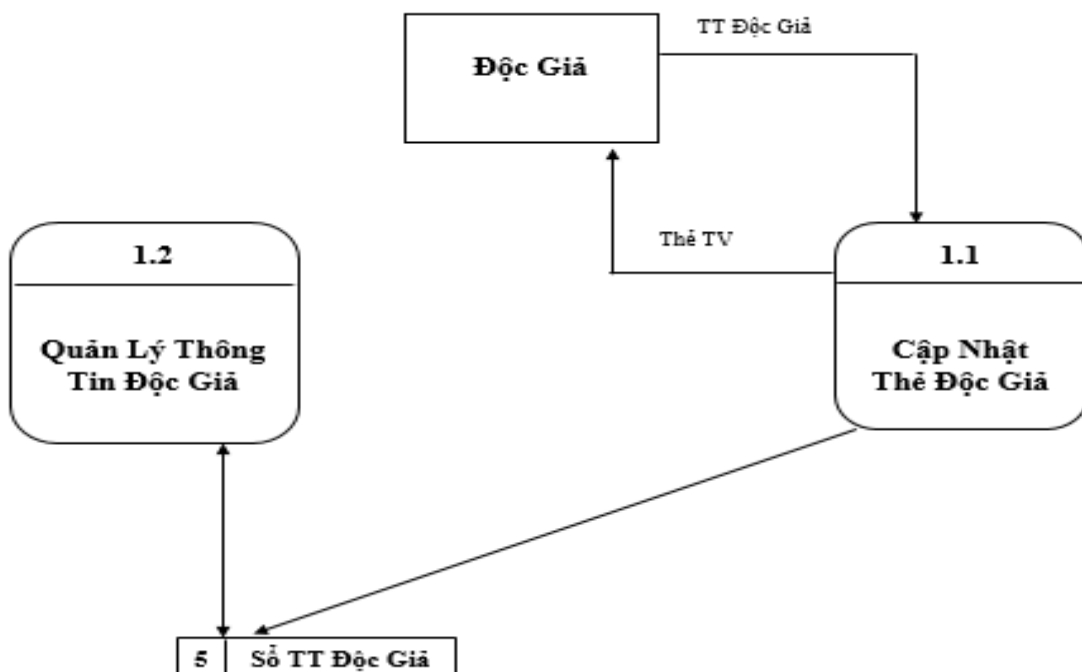 TT Độc Giả
Độc Giả
Thẻ TV
1.2
Quản Lý Thông
Tin Độc Giả
1.1
Cập Nhật
Thẻ Độc Giả
5
Sổ TT Độc Giả